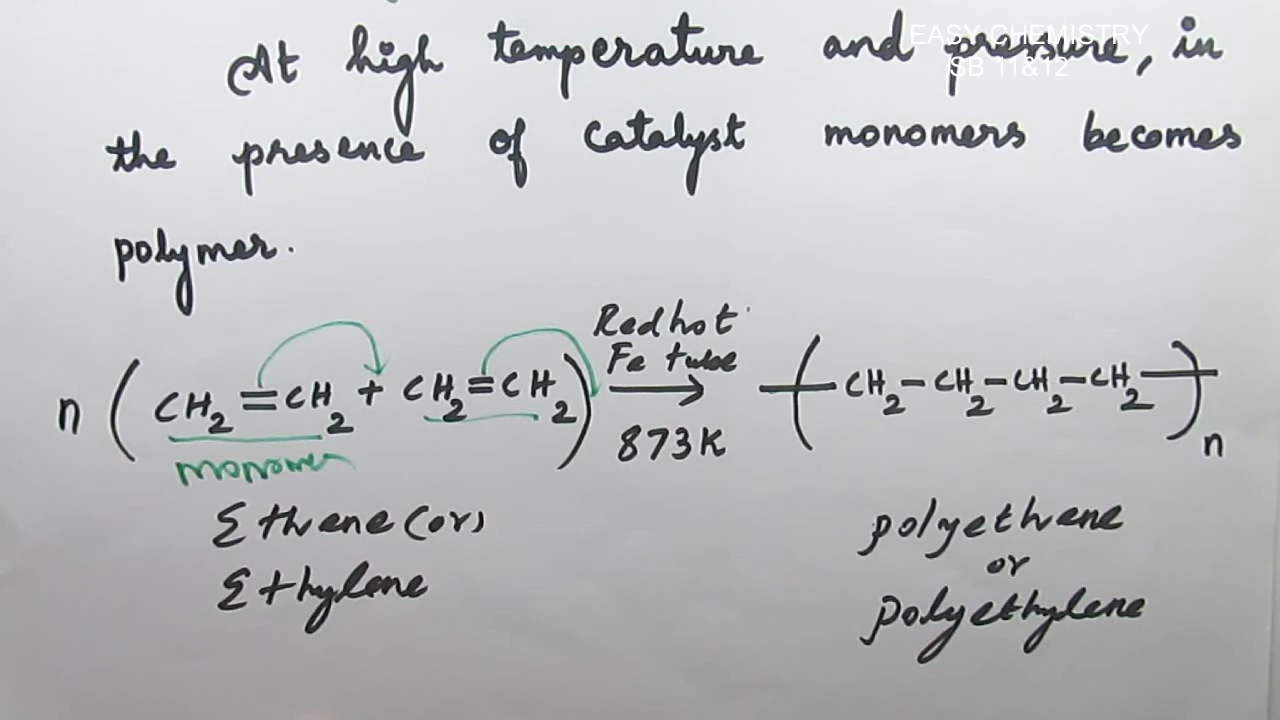 EASY CHEMISTRY
SB 11&12
At high temperature and pressure, in
the presence of catalyst monomers becomes
polymer.
Redhot
Fe tube
n (CH₂=CH₂ + CH₂=CH₂) → (-CH₂-CH₂-CH₂-CH₂-)n
873K
monomer
Ethene (or)
Ethylene
polyethene
or
polyethylene